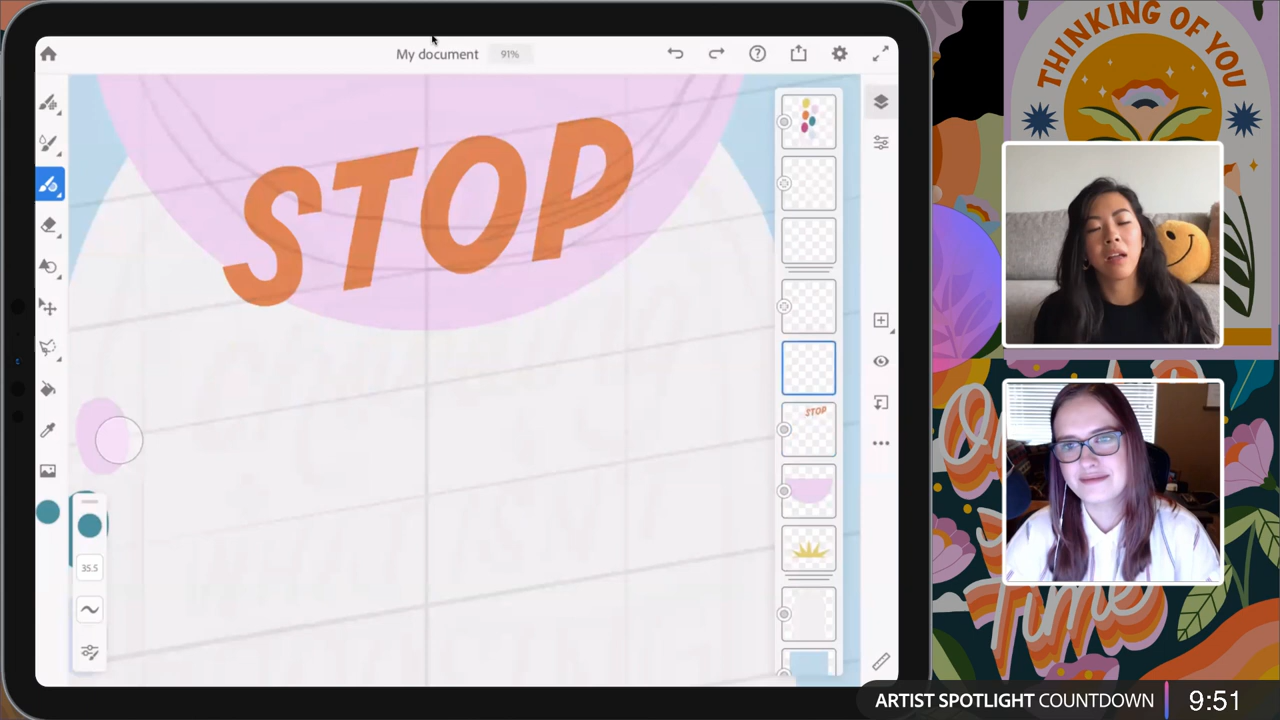 My document
91%
STOP
STOP
35.5
THINKING OF YOU
Time
ARTIST SPOTLIGHT COUNTDOWN
9:51